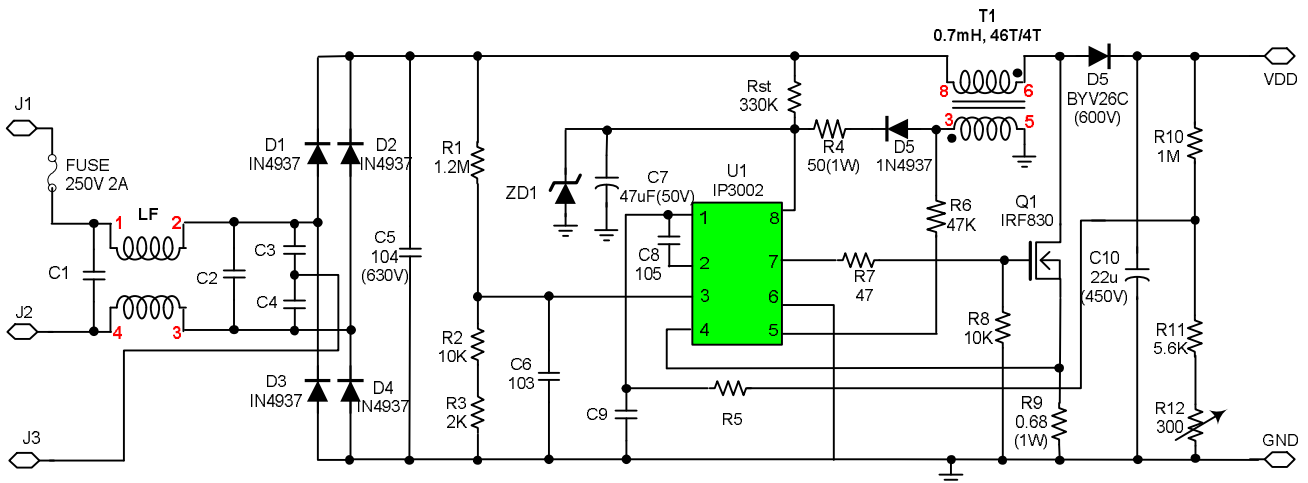 T1
0.7mH, 46T/4T
8
6
3
5
D5
BYV26C
(600V)
VDD
J1
FUSE
250V 2A
D1
IN4937
D2
IN4937
R1
1.2M
Rst
330K
R4
50(1W)
D5
1N4937
R10
1M
ZD1
C7
47uF(50V)
U1
IP3002
1
2
3
4
8
7
6
5
R6
47K
Q1
IRF830
LF
1
2
4
3
C1
C2
C3
C4
C5
104
(630V)
C8
105
R7
47
C10
22u
(450V)
J2
R2
10K
R8
10K
R11
5.6K
C6
103
D3
IN4937
D4
IN4937
R3
2K
C9
R5
R9
0.68
(1W)
R12
300
J3
GND